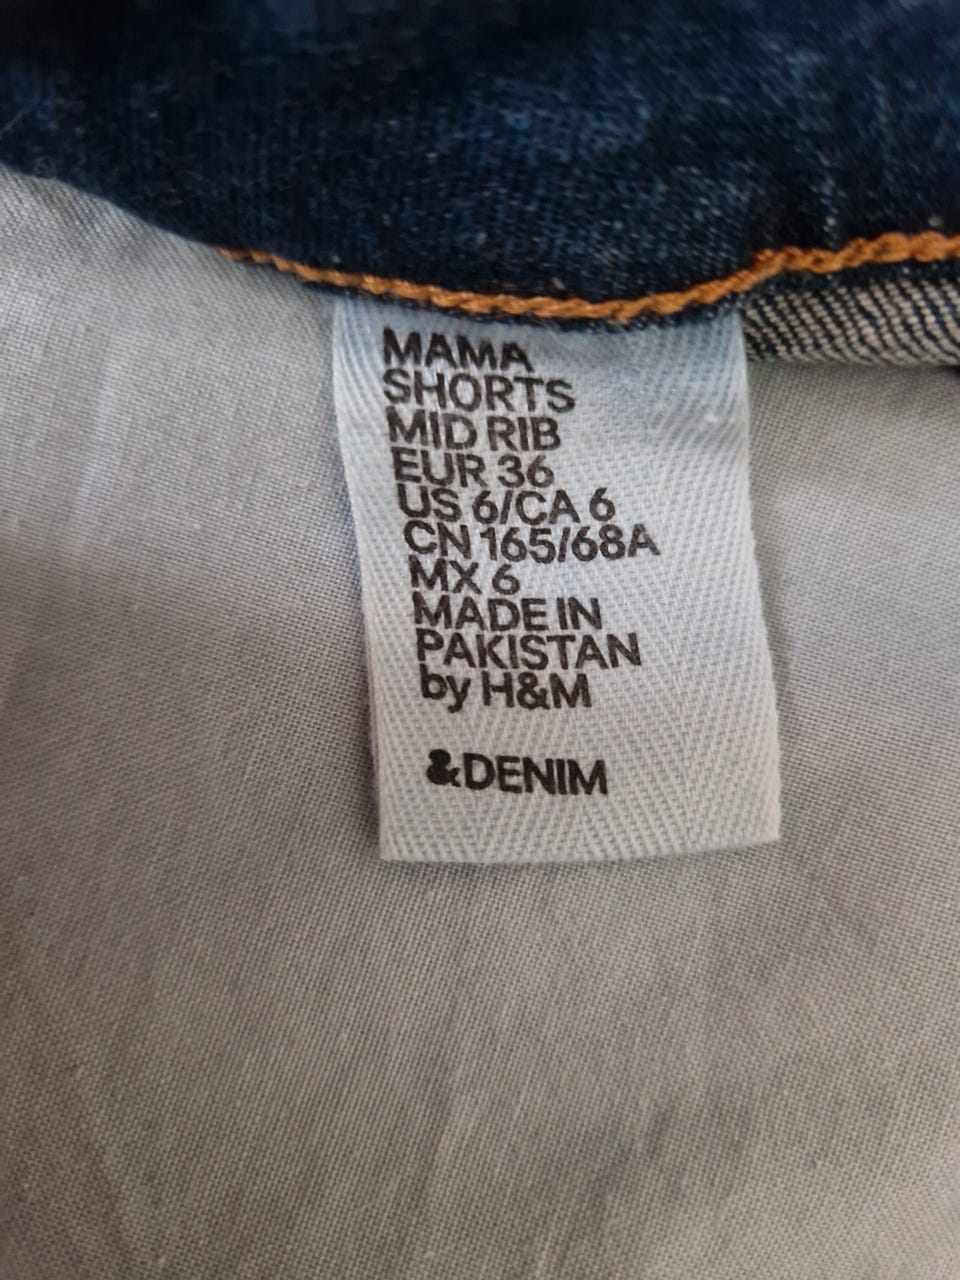 MAMA
SHORTS
MID RIB
EUR 36
US 6/CA 6
CN 165/68A
MX 6
MADE IN
PAKISTAN
by H&M
&DENIM